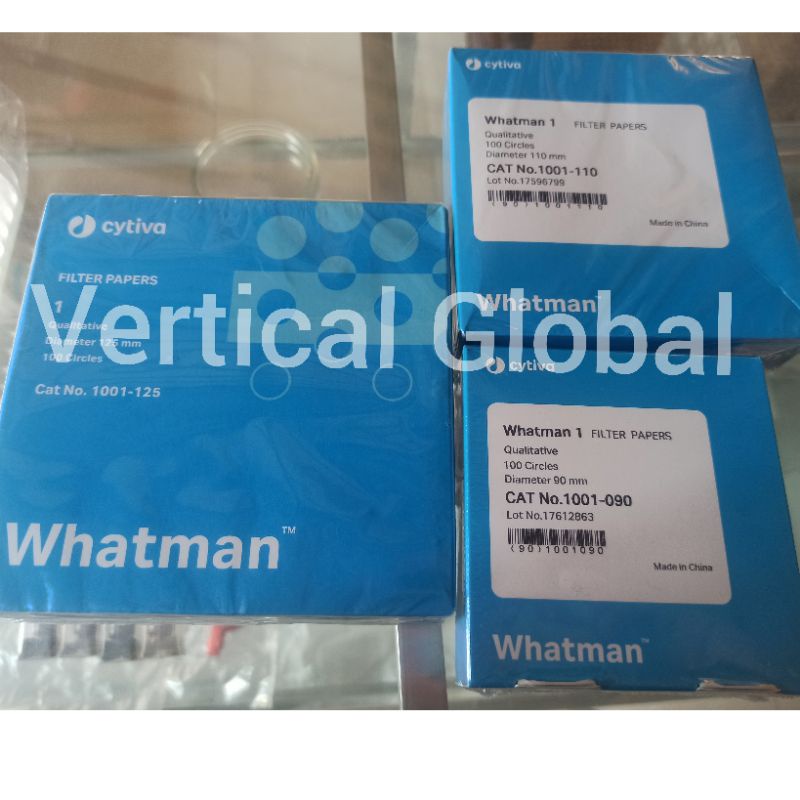 cytiva
FILTER PAPERS
1
Qualitative
Diameter 125 mm
100 Circles
Cat No. 1001-125
Whatman™
cytiva
Whatman 1 FILTER PAPERS
Qualitative
100 Circles
Diameter 110 mm
CAT No.1001-110
Lot No.17596799
(90)1001110
Made in China
Whatman™
cytiva
Whatman 1 FILTER PAPERS
Qualitative
100 Circles
Diameter 90 mm
CAT No.1001-090
Lot No.17612863
(90)1001090
Made in China
Whatman™
Vertical Global